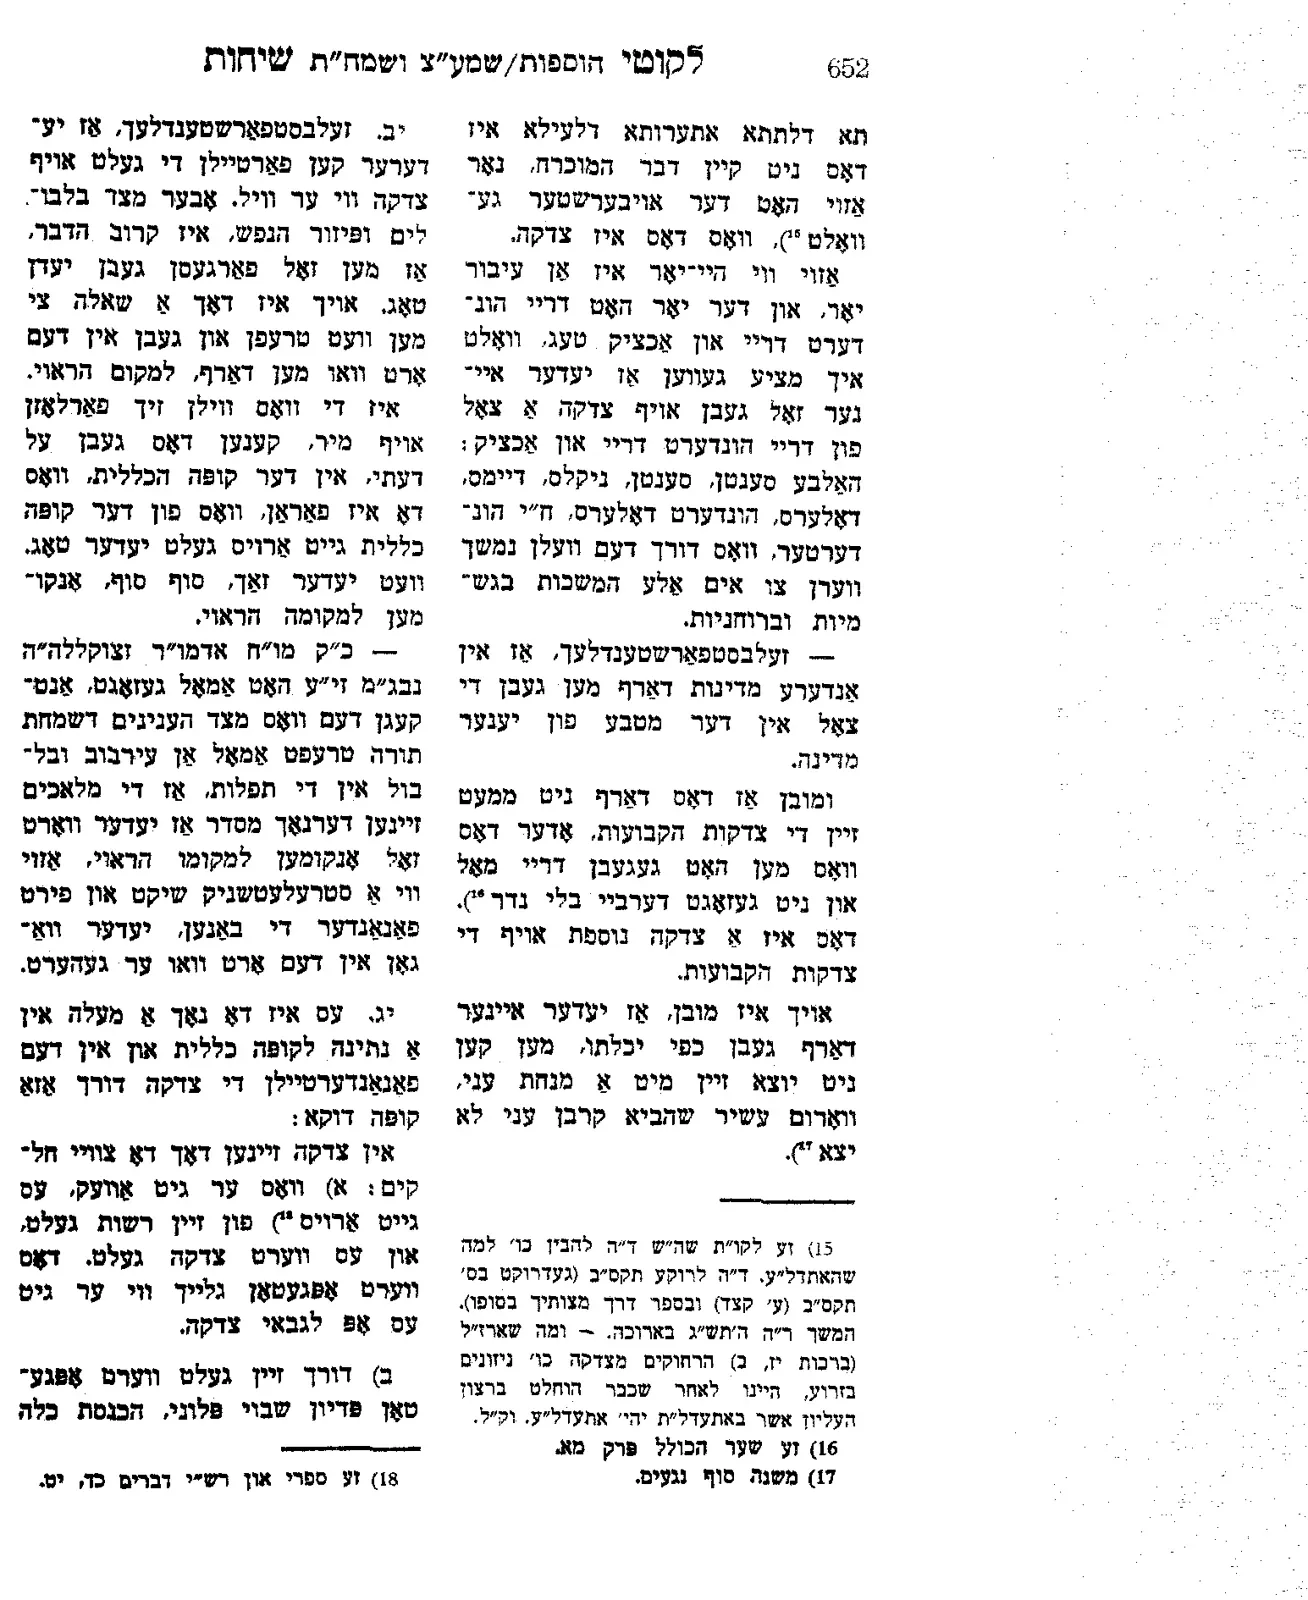 652
לקוטי הוספות/שמע״צ ושמח״ת שיחות
תא דלתתא אתערותא דלעילא איז
דאָס ניט קיין דבר המוכרח, נאָר
אַזוי האָט דער אויבערשטער גע־
וואָלט¹⁵), וואָס דאָס איז צדקה.
אַזוי ווי היי־יאָר איז אַן עיבור
יאָר, און דער יאָר האָט דריי הונ־
דערט דריי און אַכציק טעג, וואָלט
איך מציע געווען אַז יעדער איי־
נער זאָל געבן אויף צדקה אַ צאָל
פון דריי הונדערט דריי און אַכציק:
האַלבע סענטן, סענטן, ניקלס, דיימס,
דאָלערס, הונדערט דאָלערס, ח״י הונ־
דערטער, וואָס דורך דעם וועלן נמשך
ווערן צו אים אַלע המשכות בגש־
מיות וברוחניות.
— זעלבסטפאַרשטענדלעך, אַז אין
אַנדערע מדינות דאַרף מען געבן די
צאָל אין דער מטבע פון יענער
מדינה.
ומובן אַז דאָס דאַרף ניט ממעט
זיין די צדקות הקבועות, אָדער דאָס
וואָס מען האָט געגעבן דריי מאָל
און ניט געזאָגט דערביי בלי נדר¹⁶).
דאָס איז אַ צדקה נוספת אויף די
צדקות הקבועות.
אויך איז מובן, אַז יעדער איינער
דאַרף געבן כפי יכלתו, מען קען
ניט יוצא זיין מיט אַ מנחת עני,
וואָרום עשיר שהביא קרבן עני לא
יצא¹⁷).
15) זע לקו״ת שה״ש ד״ה להבין כו׳ למה
שהאתדל״ע. ד״ה לרוקע תקס״ב (געדרוקט בס׳
תקס״ב (ע׳ קצד) ובספר דרך מצותיך בסופו).
המשך ר״ה ה׳תש״ג בארוכה. — ומה שארז״ל
(ברכות יז, ב) הרחוקים מצדקה כו׳ ניזונים
בזרוע, היינו לאחר שכבר הוחלט ברצון
העליון אשר באתעדל״ת יהי׳ אתעדל״ע. וק״ל.
16) זע שער הכולל פרק מא.
17) משנה סוף נגעים.
יב. זעלבסטפאַרשטענדלעך, אַז יע־
דערער קען פאַרטיילן די געלט אויף
צדקה ווי ער וויל. אָבער מצד בלבו־
לים ופיזור הנפש, איז קרוב הדבר,
אַז מען זאָל פאַרגעסן געבן יעדן
טאָג. אויך איז דאָך אַ שאלה צי
מען וועט טרעפן און געבן אין דעם
אָרט וואו מען דאַרף, למקום הראוי.
איז די וואָס ווילן זיך פאַרלאָזן
אויף מיר, קענען דאָס געבן על
דעתי, אין דער קופה הכללית, וואָס
דאָ איז פאַראַן, וואָס פון דער קופה
כללית גייט אַרויס געלט יעדער טאָג.
וועט יעדער זאַך, סוף סוף, אָנקו־
מען למקומה הראוי.
— כ״ק מו״ח אדמו״ר זצוקללה״ה
נבג״מ זי״ע האָט אַמאָל געזאָגט, אַנט־
קעגן דעם וואָס מצד הענינים דשמחת
תורה טרעפט אַמאָל אַן עירבוב ובל־
בול אין די תפלות, אַז די מלאכים
זיינען דערנאָך מסדר אַז יעדער וואָרט
זאָל אָנקומען למקומו הראוי, אַזוי
ווי אַ סטרעלעטשניק שיקט און פירט
פאַנאַנדער די באַנען, יעדער וואַ־
גאָן אין דעם אָרט וואו ער געהערט.
יג. עס איז דאָ נאָך אַ מעלה אין
אַ נתינה לקופה כללית און אין דעם
פאַנאַנדערטיילן די צדקה דורך אַזאַ
קופה דוקא:
אין צדקה זיינען דאָך דאָ צוויי חל־
קים: א) וואָס ער גיט אַוועק, עס
גייט אַרויס¹⁸) פון זיין רשות געלט,
און עס ווערט צדקה געלט. דאָס
ווערט אָפּגעטאָן גלייך ווי ער גיט
עס אָפּ לגבאי צדקה.
ב) דורך זיין געלט ווערט אָפּגע־
טאָן פדיון שבוי פלוני, הכנסת כלה
18) זע ספרי און רש״י דברים כד, יט.